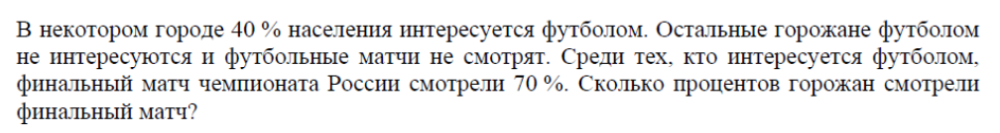 В некотором городе 40 % населения интересуется футболом. Остальные горожане футболом
не интересуются и футбольные матчи не смотрят. Среди тех, кто интересуется футболом,
финальный матч чемпионата России смотрели 70 %. Сколько процентов горожан смотрели
финальный матч?